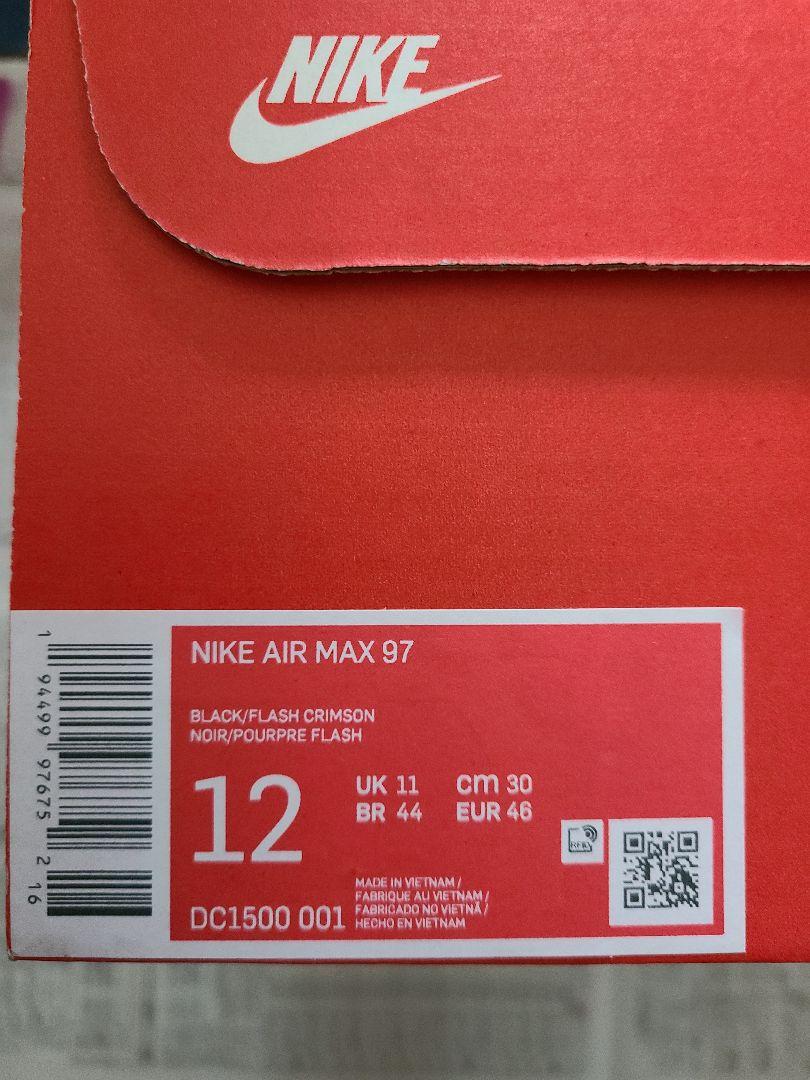 NIKE
NIKE AIR MAX 97
BLACK/FLASH CRIMSON
NOIR/POURPRE FLASH
12
UK 11 cm 30
BR 44 EUR 46
MADE IN VIETNAM /
FABRIQUE AU VIETNAM /
FABRICADO NO VIETNÃ /
HECHO EN VIETNAM
DC1500 001
1 94499 97675 2 16